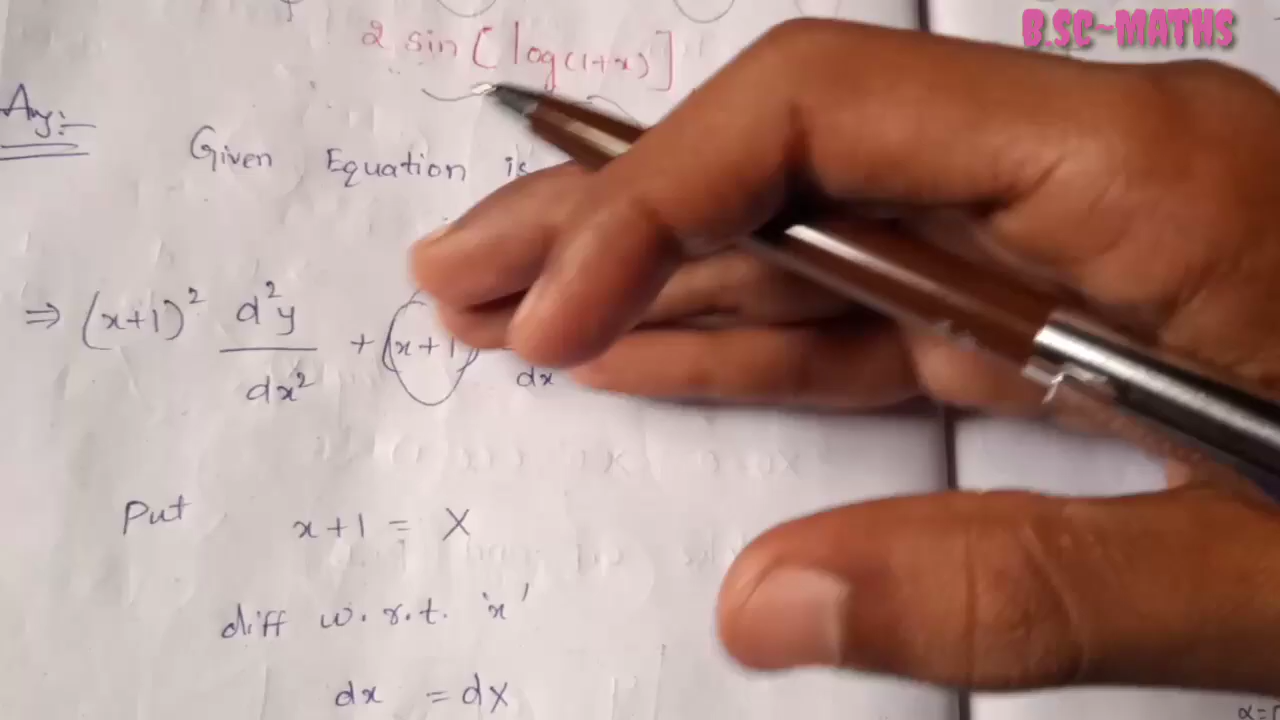 B.SC~MATHS
2 sin [log(1+x)]
Ans:-
Given Equation is
⇒ (x+1)² d²y/dx² + (x+1) dx
Put x+1 = X
diff w.r.t. 'x'
dx = dX